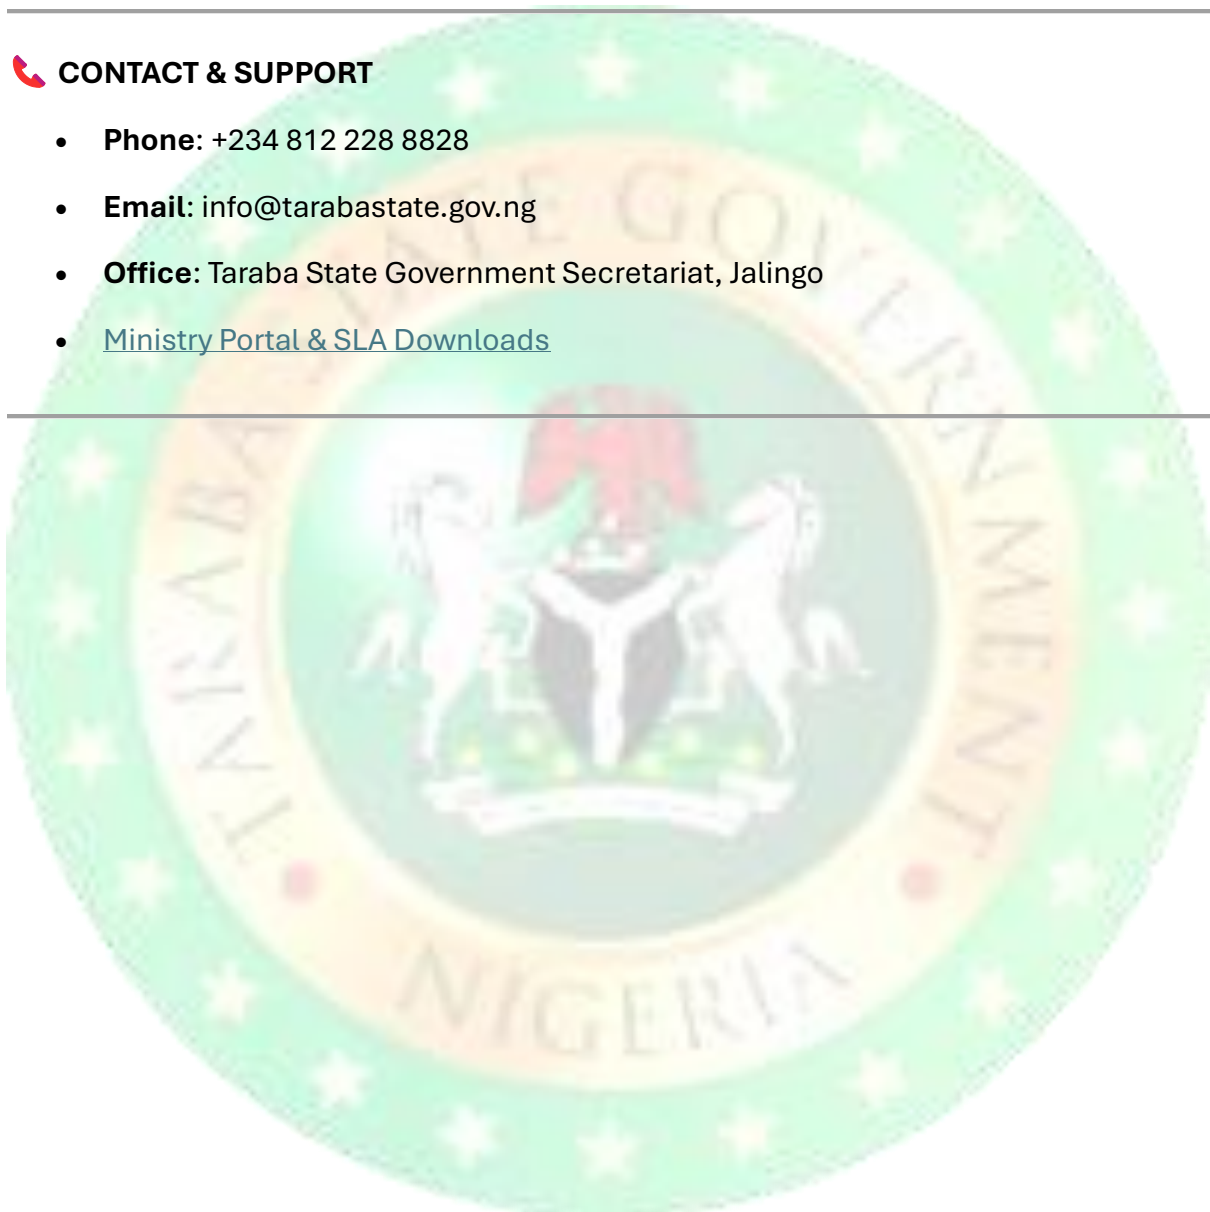 CONTACT & SUPPORT
• Phone: +234 812 228 8828
• Email: info@tarabastate.gov.ng
• Office: Taraba State Government Secretariat, Jalingo
• Ministry Portal & SLA Downloads
TARABA STATE GOVERNMENT
NIGERIA